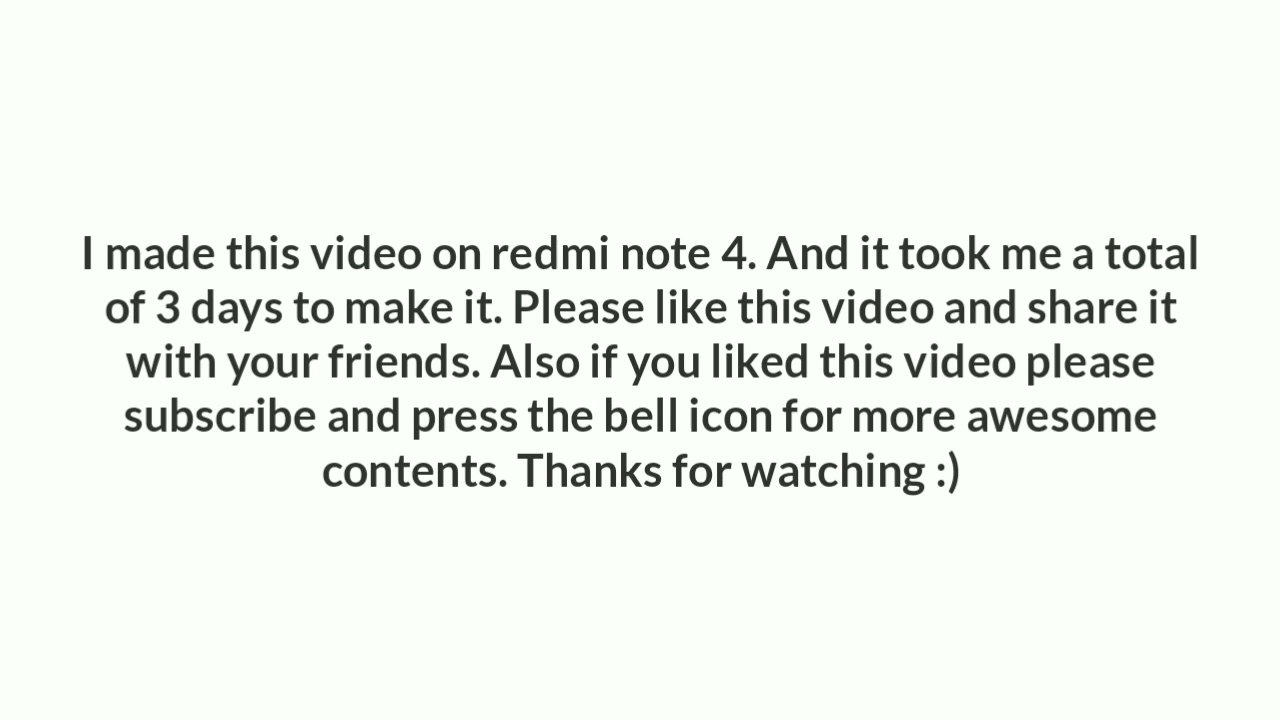 I made this video on redmi note 4. And it took me a total
of 3 days to make it. Please like this video and share it
with your friends. Also if you liked this video please
subscribe and press the bell icon for more awesome
contents. Thanks for watching :)